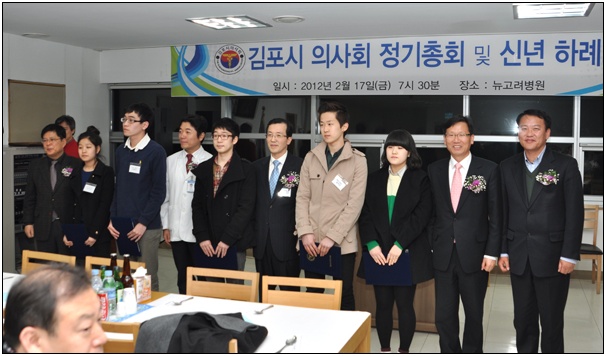 김포시 의사회 정기총회 및 신년 하례
일시 : 2012년 2월 17일(금) 7시 30분 장소 : 뉴고려병원